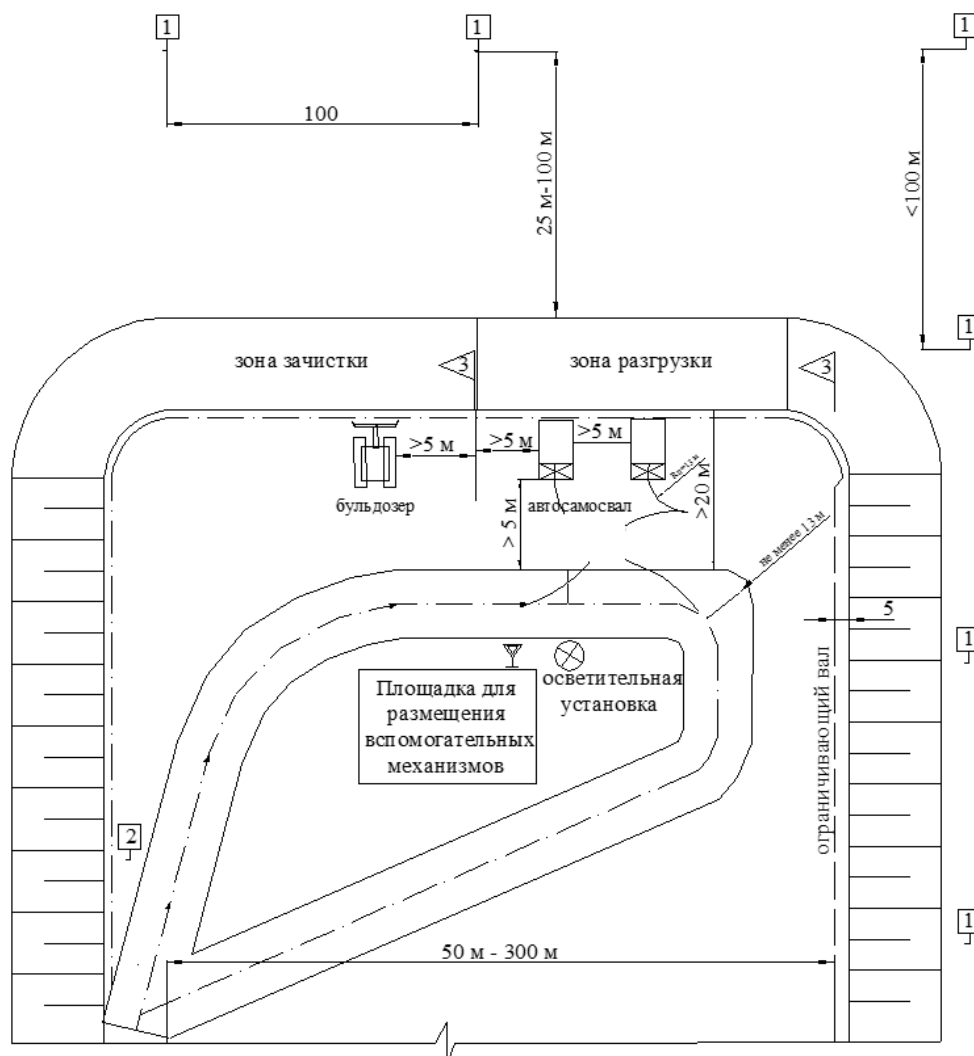 1
1
1
100
25 м-100 м
<100 м
1
зона зачистки
3
зона разгрузки
3
>5 м
>5 м
>5 м
бульдозер
автосамосвал
> 5 м
>20 м
не менее 13 м
5
1
Площадка для
размещения
вспомогательных
механизмов
осветительная
установка
ограничивающий вал
2
1
50 м - 300 м